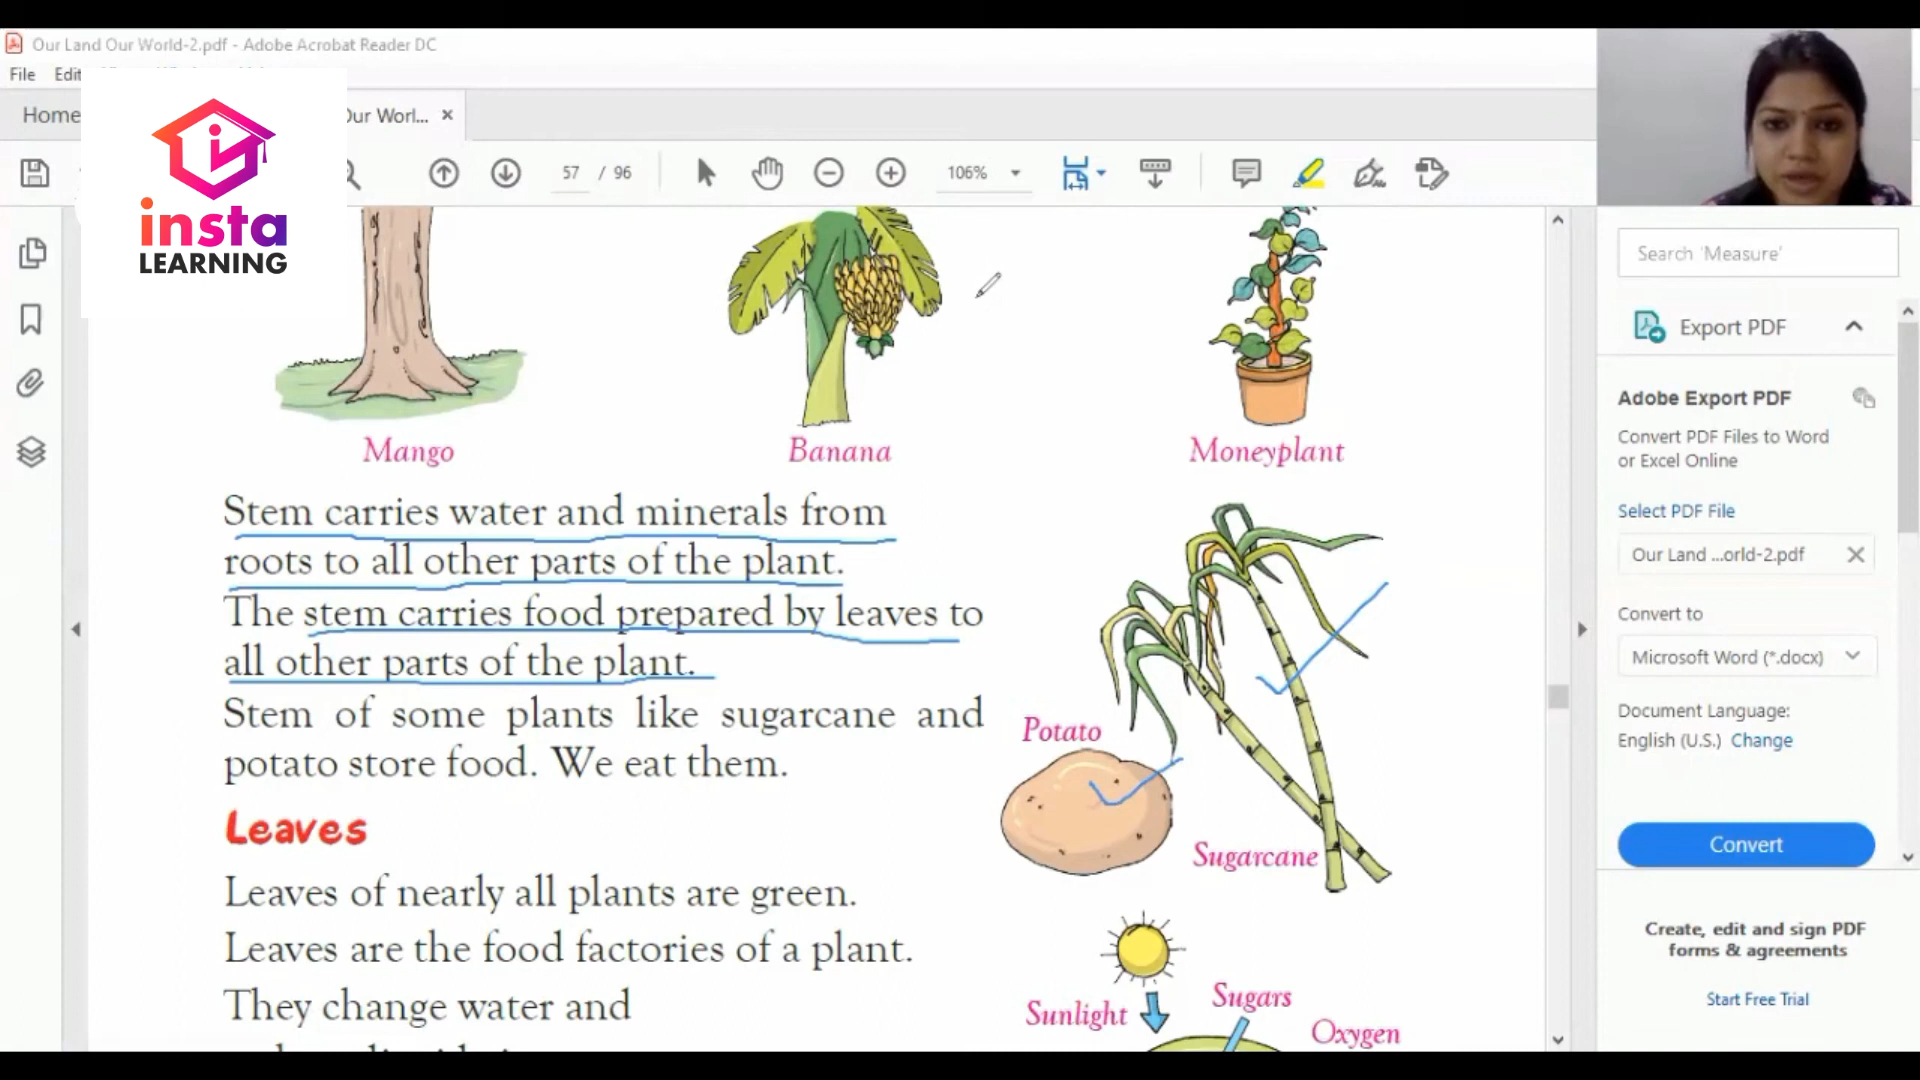 Our Land Our World-2.pdf - Adobe Acrobat Reader DC
File Edit
Home
Our Worl...
57 / 96
106%
insta
LEARNING
Mango
Banana
Moneyplant
Stem carries water and minerals from
roots to all other parts of the plant.
The stem carries food prepared by leaves to
all other parts of the plant.
Stem of some plants like sugarcane and
potato store food. We eat them.
Potato
Sugarcane
Leaves
Leaves of nearly all plants are green.
Leaves are the food factories of a plant.
They change water and
Sunlight
Sugars
Oxygen
Search 'Measure'
Export PDF
Adobe Export PDF
Convert PDF Files to Word
or Excel Online
Select PDF File
Our Land ...orld-2.pdf
Convert to
Microsoft Word (*.docx)
Document Language:
English (U.S.) Change
Convert
Create, edit and sign PDF
forms & agreements
Start Free Trial